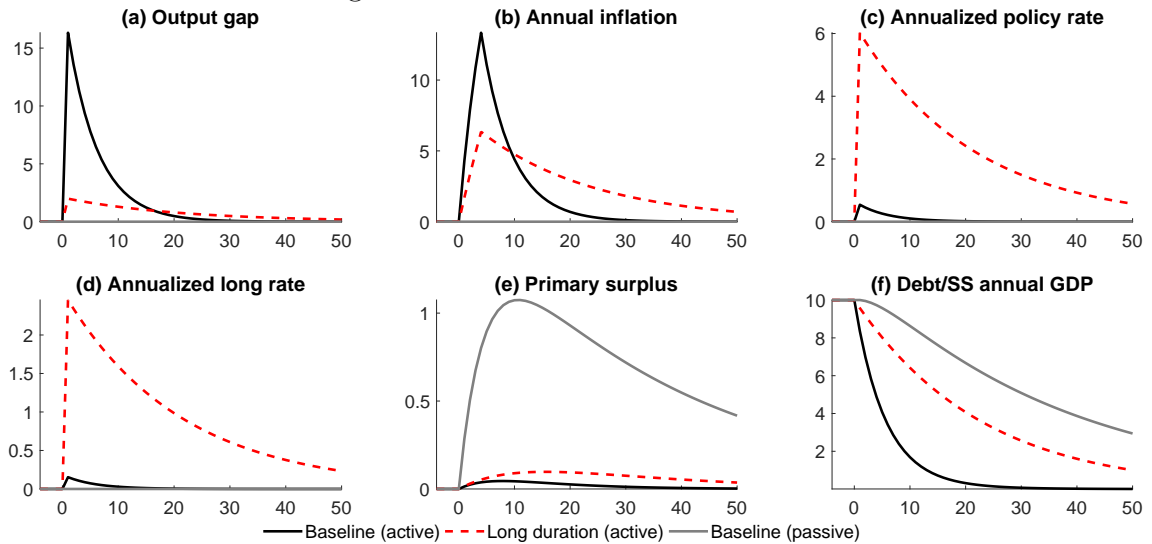 (a) Output gap
(b) Annual inflation
(c) Annualized policy rate
15
10
5
0
0 10 20 30 40 50
10
5
0
0 10 20 30 40 50
6
4
2
0
0 10 20 30 40 50
(d) Annualized long rate
(e) Primary surplus
(f) Debt/SS annual GDP
2
1.5
1
0.5
0
0 10 20 30 40 50
1
0.5
0
0 10 20 30 40 50
10
8
6
4
2
0 10 20 30 40 50
Baseline (active) Long duration (active) Baseline (passive)